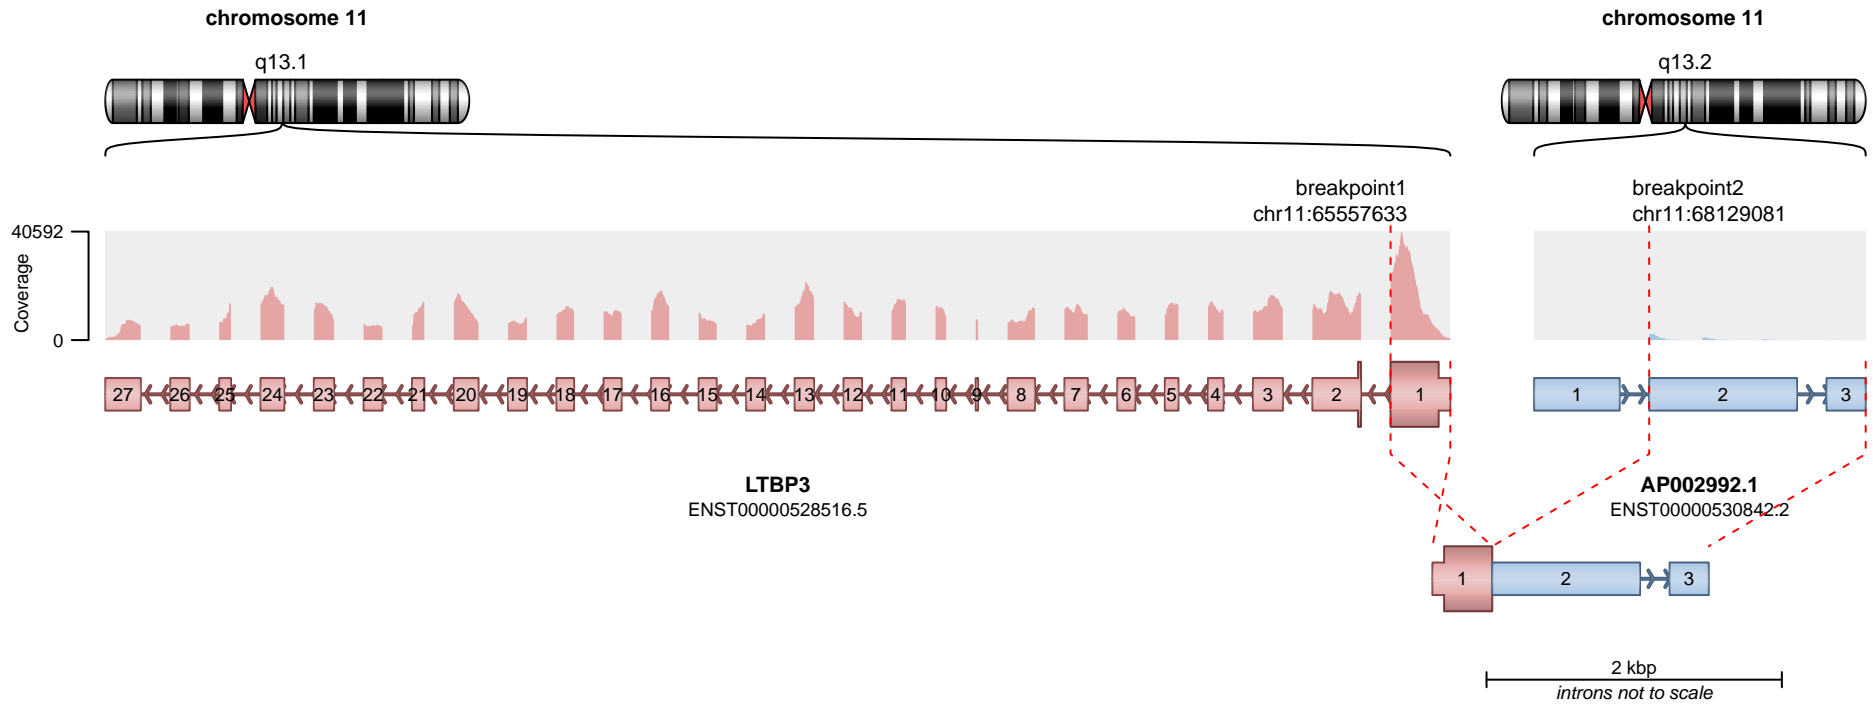 chromosome 11
chromosome 11
q13.1
q13.2
breakpoint1
chr11:65557633
breakpoint2
chr11:68129081
40592
0
Coverage
27 26 25 24 23 22 21 20 19 18 17 16 15 14 13 12 11 10 9 8 7 6 5 4 3 2 1
1 2 3
LTBP3
ENST00000528516.5
AP002992.1
ENST00000530842.2
1 2 3
2 kbp
introns not to scale